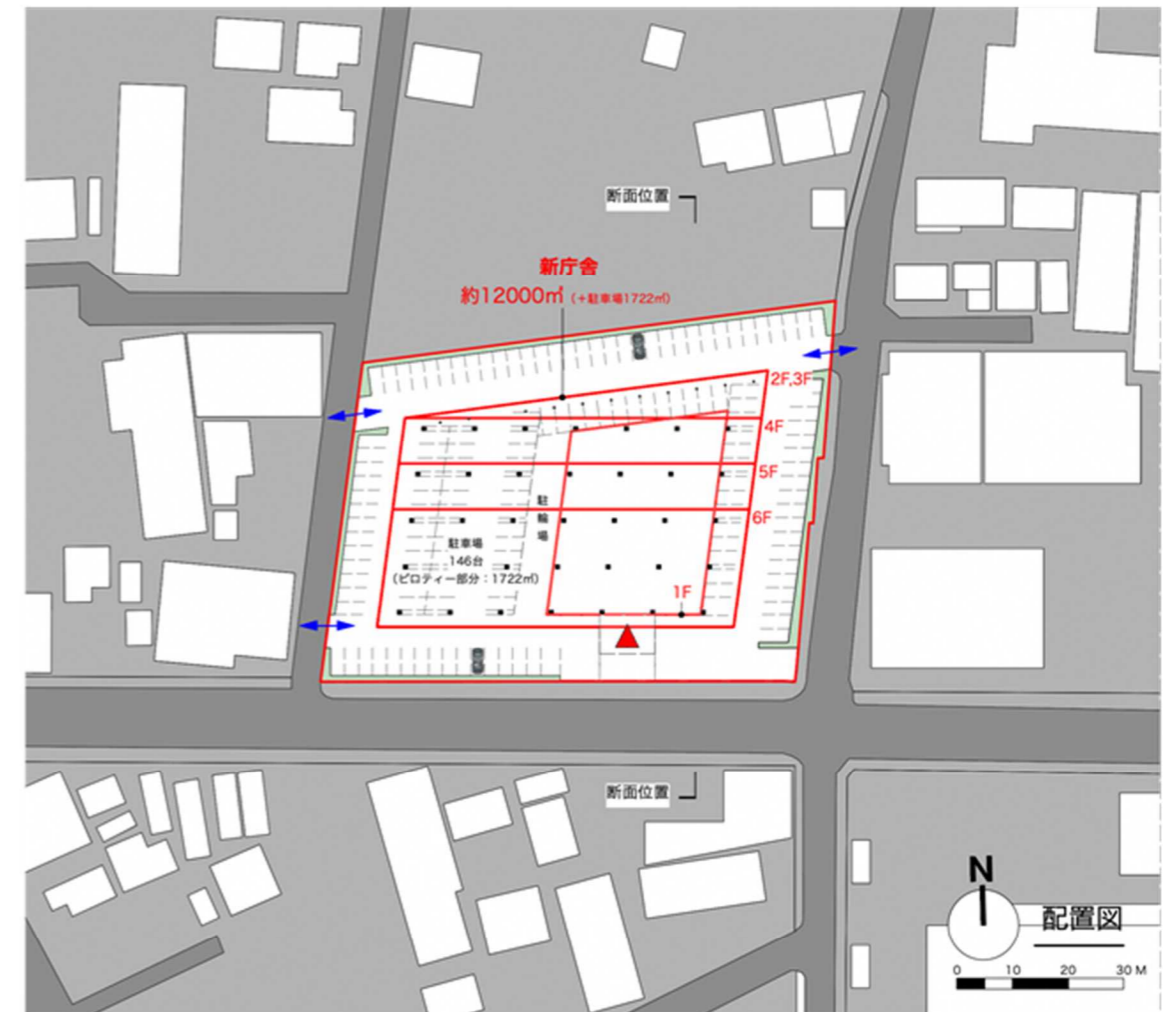 断面位置
新庁舎
約12000㎡（＋駐車場1722㎡）
2F,3F
4F
5F
6F
駐輪場
駐車場
146台
（ピロティー部分：1722㎡）
1F
断面位置
N
配置図
0 10 20 30 M